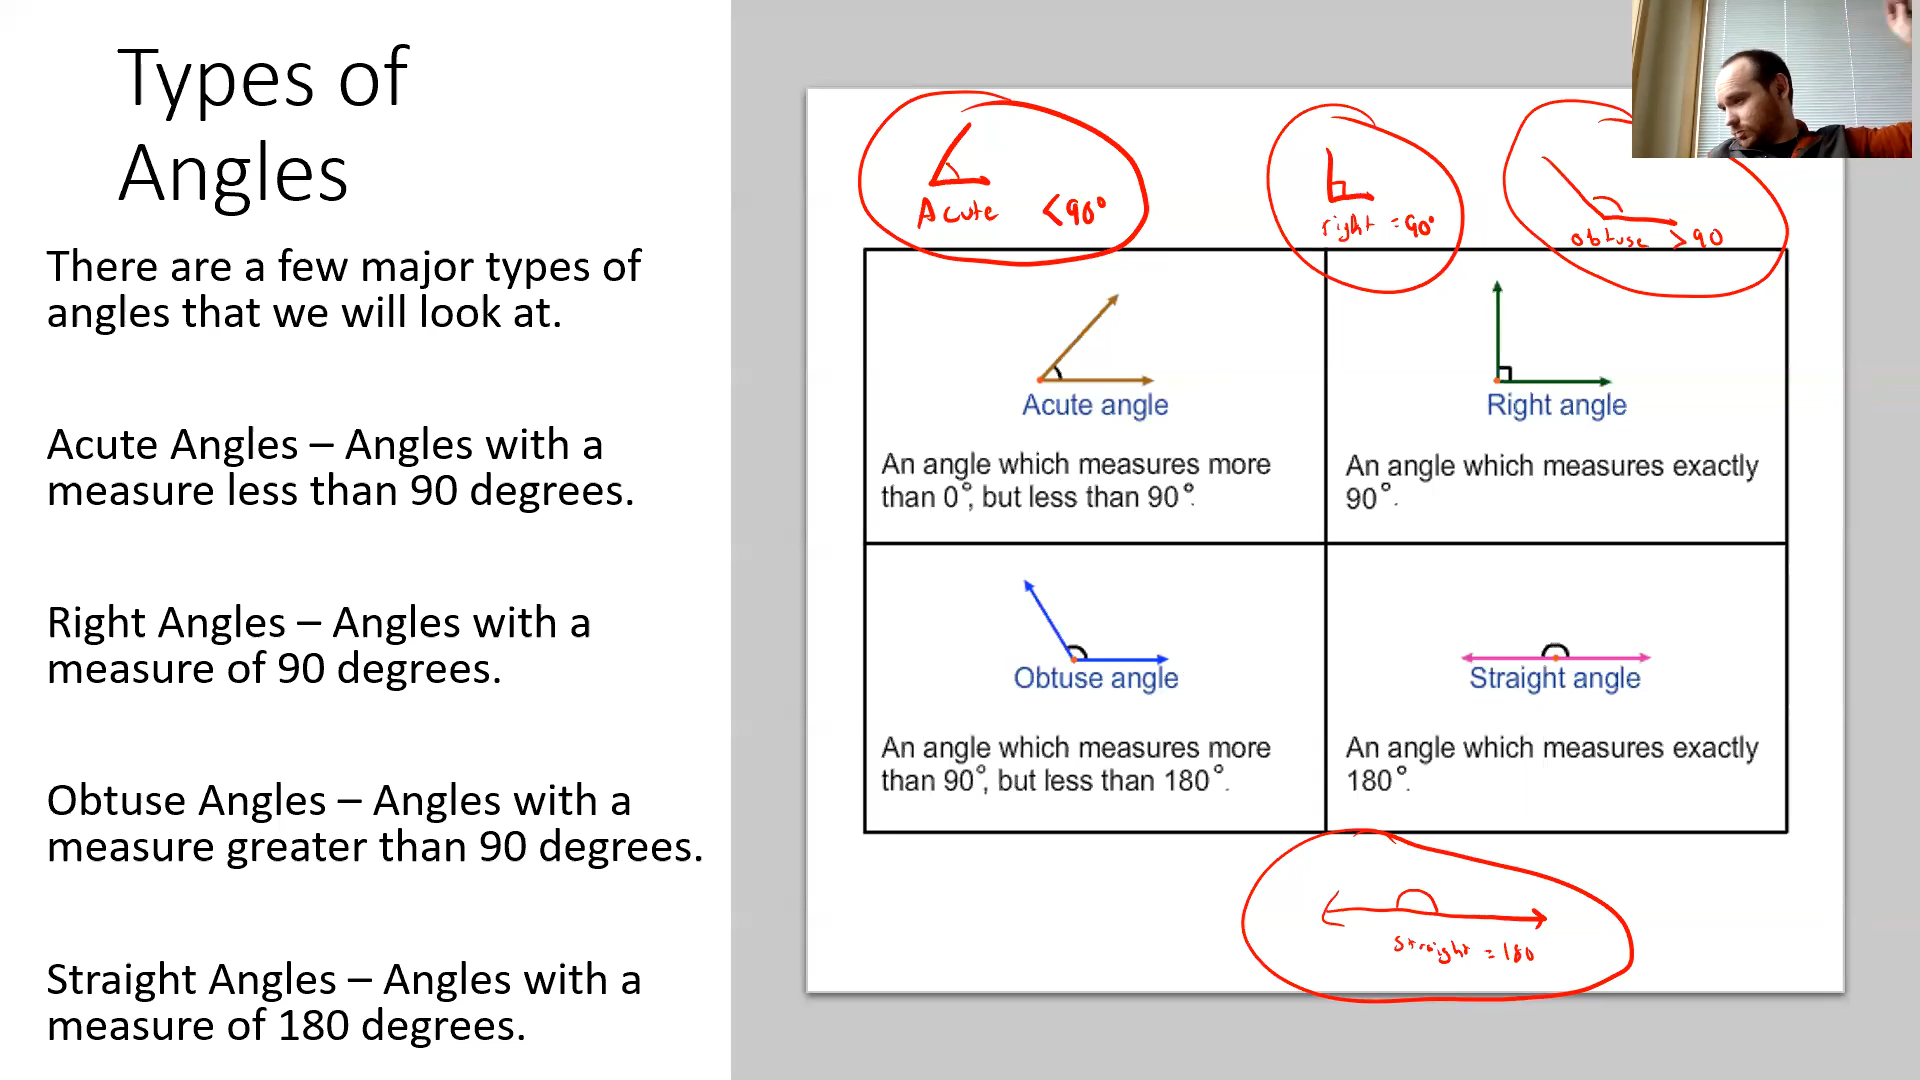 Types of
Angles
There are a few major types of
angles that we will look at.
Acute Angles – Angles with a
measure less than 90 degrees.
Right Angles – Angles with a
measure of 90 degrees.
Obtuse Angles – Angles with a
measure greater than 90 degrees.
Straight Angles – Angles with a
measure of 180 degrees.
Acute <90°
right =90°
obtuse >90
Acute angle
An angle which measures more
than 0°, but less than 90°.
Right angle
An angle which measures exactly
90°.
Obtuse angle
An angle which measures more
than 90°, but less than 180°.
Straight angle
An angle which measures exactly
180°.
straight =180